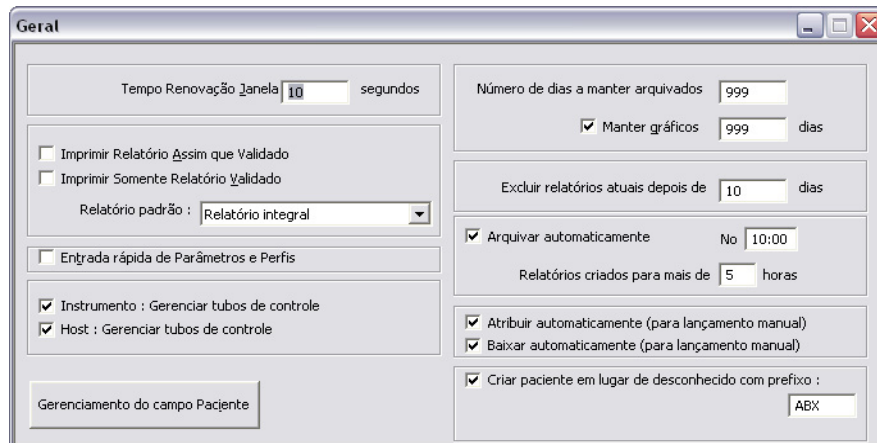 Geral
Tempo Renovação Janela 10 segundos
Imprimir Relatório Assim que Validado
Imprimir Somente Relatório Validado
Relatório padrão : Relatório integral
Entrada rápida de Parâmetros e Perfis
Instrumento : Gerenciar tubos de controle
Host : Gerenciar tubos de controle
Gerenciamento do campo Paciente
Número de dias a manter arquivados 999
Manter gráficos 999 dias
Excluir relatórios atuais depois de 10 dias
Arquivar automaticamente No 10:00
Relatórios criados para mais de 5 horas
Atribuir automaticamente (para lançamento manual)
Baixar automaticamente (para lançamento manual)
Criar paciente em lugar de desconhecido com prefixo :
ABX